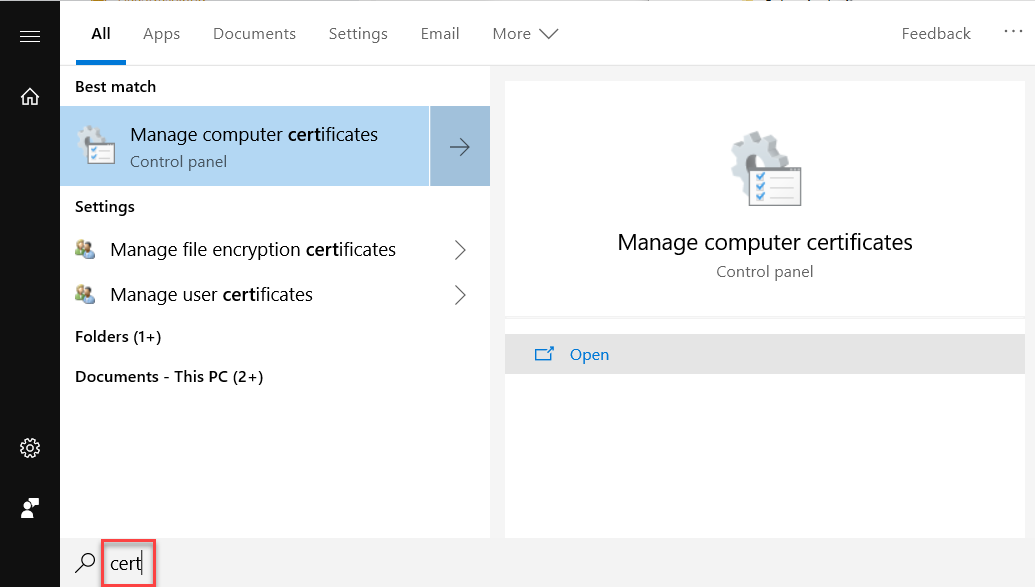 All Apps Documents Settings Email More Feedback ...
Best match
Manage computer certificates
Control panel
Settings
Manage file encryption certificates
Manage user certificates
Folders (1+)
Documents - This PC (2+)
Manage computer certificates
Control panel
Open
cert